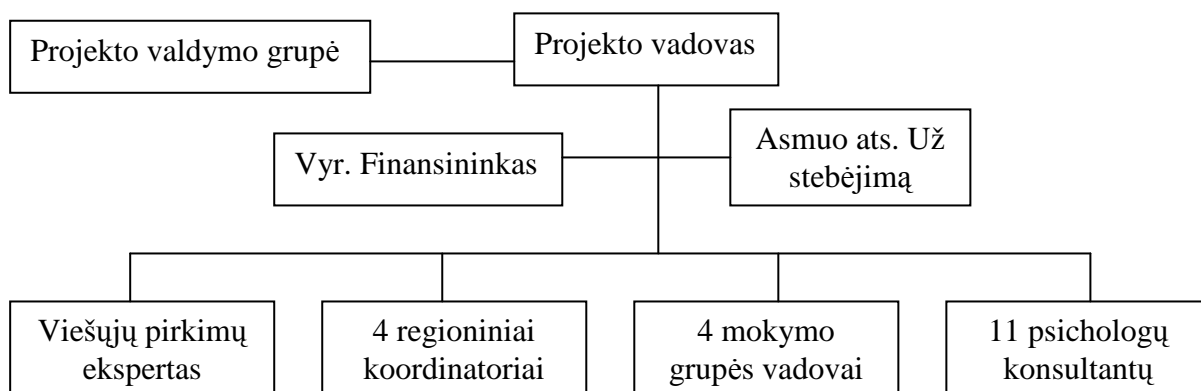 Projekto valdymo grupė
Projekto vadovas
Vyr. Finansininkas
Asmuo ats. Už
stebėjimą
Viešųjų pirkimų
ekspertas
4 regioniniai
koordinatoriai
4 mokymo
grupės vadovai
11 psichologų
konsultantų